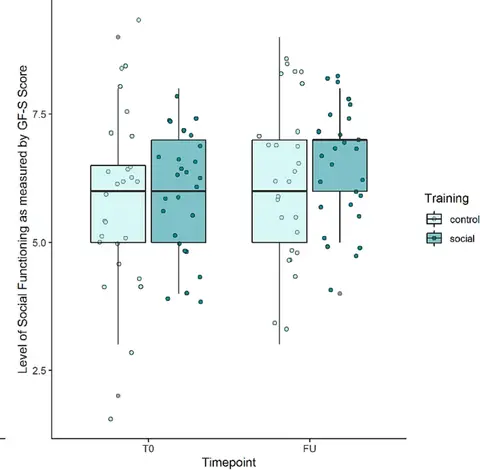 Level of Social Functioning as measured by GF-S Score
7.5
5.0
2.5
T0
FU
Timepoint
Training
control
social